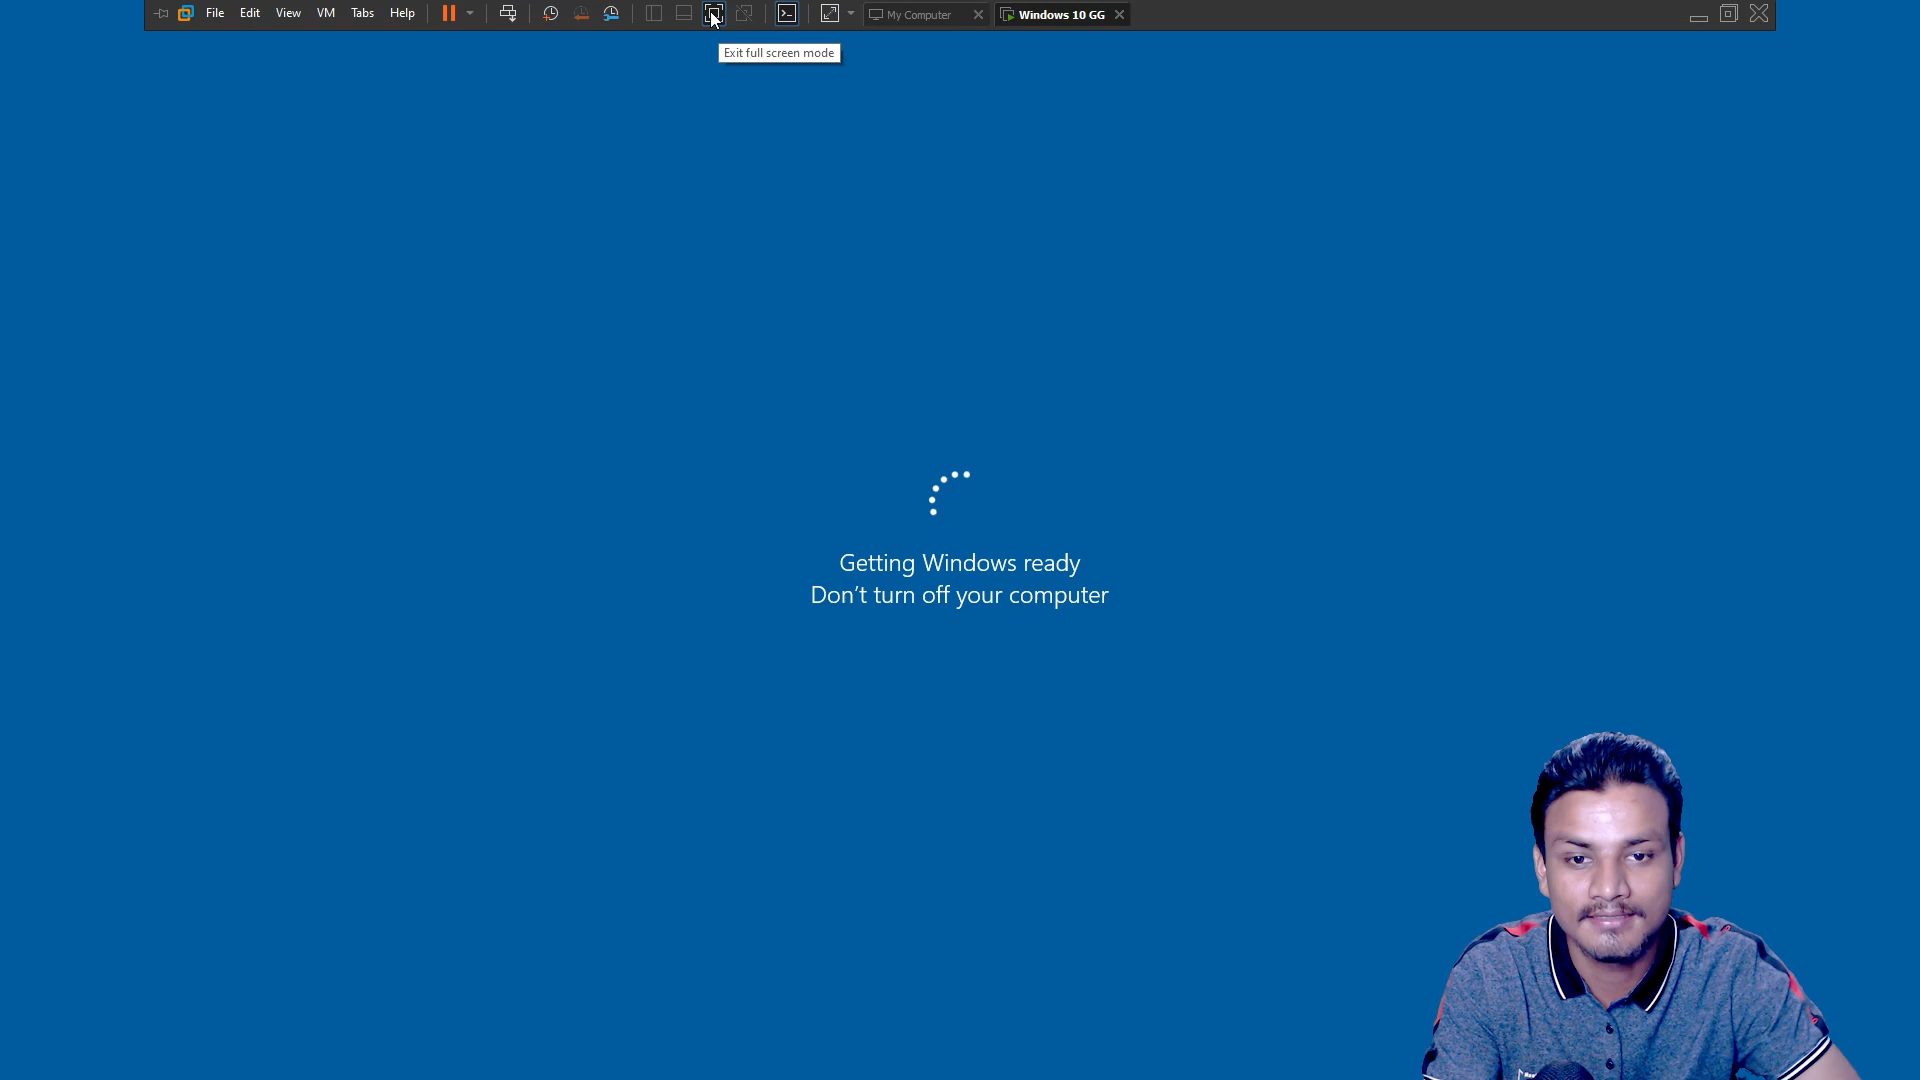 File Edit View VM Tabs Help My Computer Windows 10 GG
Exit full screen mode
Getting Windows ready
Don't turn off your computer